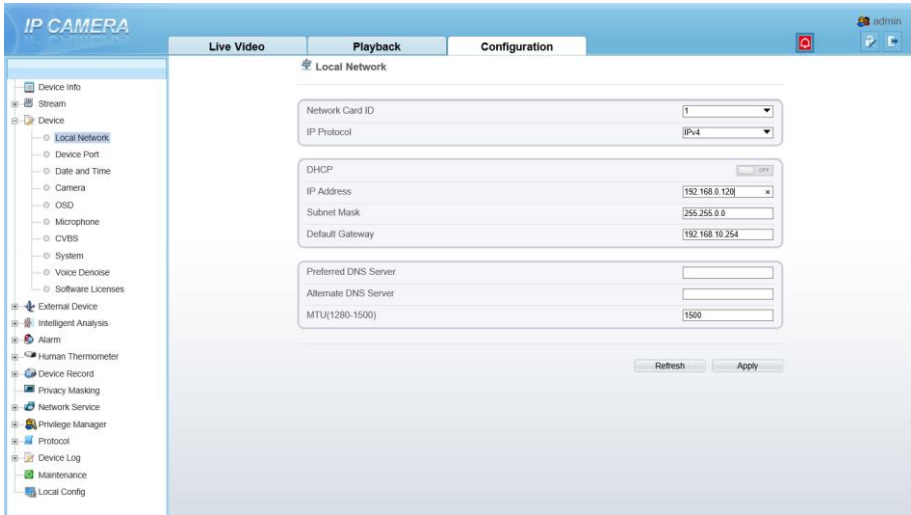 IP CAMERA
admin
Live Video Playback Configuration
Local Network
Device Info
Stream
Device
Local Network
Device Port
Date and Time
Camera
OSD
Microphone
CVBS
System
Voice Denoise
Software Licenses
External Device
Intelligent Analysis
Alarm
Human Thermometer
Device Record
Privacy Masking
Network Service
Privilege Manager
Protocol
Device Log
Maintenance
Local Config
Network Card ID 1
IP Protocol IPv4
DHCP OFF
IP Address 192.168.0.120 ×
Subnet Mask 255.255.0.0
Default Gateway 192.168.10.254
Preferred DNS Server
Alternate DNS Server
MTU(1280-1500) 1500
Refresh Apply